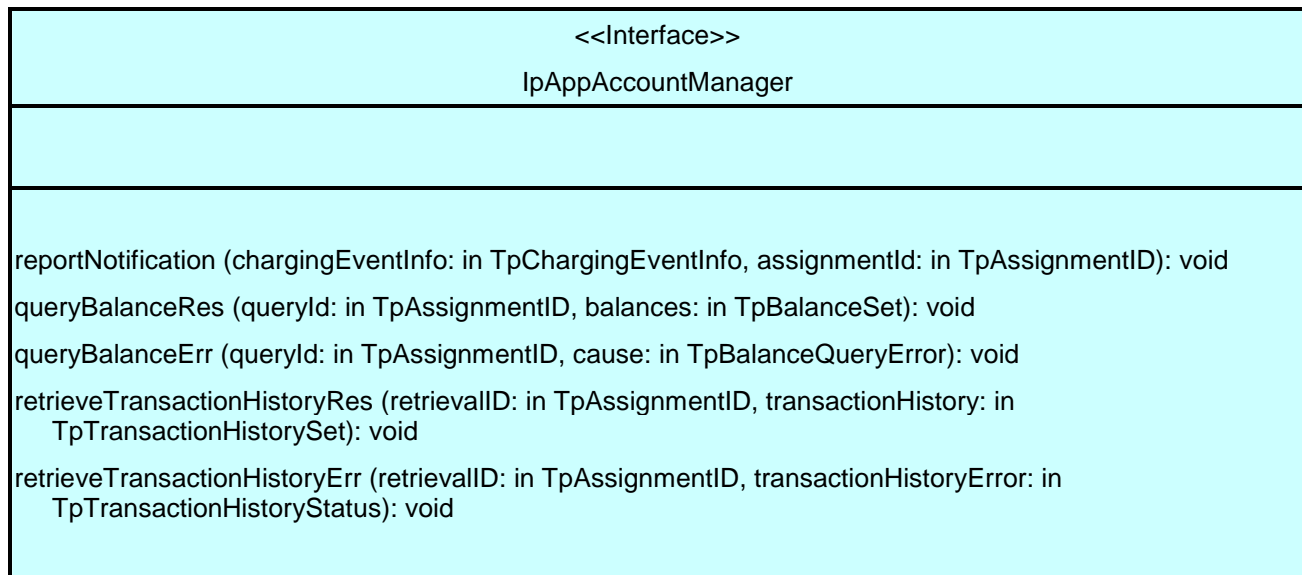 <<Interface>>
IpAppAccountManager
reportNotification (chargingEventInfo: in TpChargingEventInfo, assignmentId: in TpAssignmentID): void
queryBalanceRes (queryId: in TpAssignmentID, balances: in TpBalanceSet): void
queryBalanceErr (queryId: in TpAssignmentID, cause: in TpBalanceQueryError): void
retrieveTransactionHistoryRes (retrievalID: in TpAssignmentID, transactionHistory: in
TpTransactionHistorySet): void
retrieveTransactionHistoryErr (retrievalID: in TpAssignmentID, transactionHistoryError: in
TpTransactionHistoryStatus): void